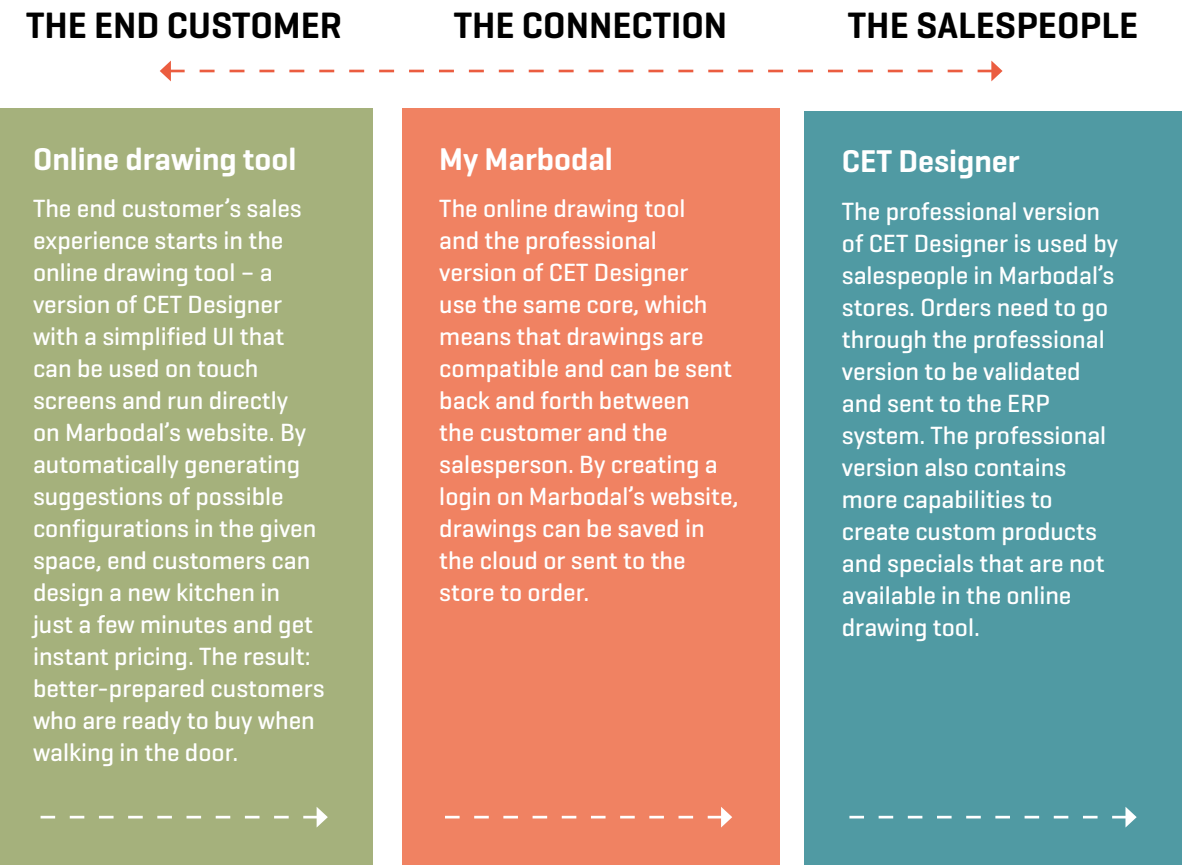 THE END CUSTOMER
THE CONNECTION
THE SALESPEOPLE
Online drawing tool
The end customer’s sales
experience starts in the
online drawing tool – a
version of CET Designer
with a simplified UI that
can be used on touch
screens and run directly
on Marbodal’s website. By
automatically generating
suggestions of possible
configurations in the given
space, end customers can
design a new kitchen in
just a few minutes and get
instant pricing. The result:
better-prepared customers
who are ready to buy when
walking in the door.
My Marbodal
The online drawing tool
and the professional
version of CET Designer
use the same core, which
means that drawings are
compatible and can be sent
back and forth between
the customer and the
salesperson. By creating a
login on Marbodal’s website,
drawings can be saved in
the cloud or sent to the
store to order.
CET Designer
The professional version
of CET Designer is used by
salespeople in Marbodal’s
stores. Orders need to go
through the professional
version to be validated
and sent to the ERP
system. The professional
version also contains
more capabilities to
create custom products
and specials that are not
available in the online
drawing tool.